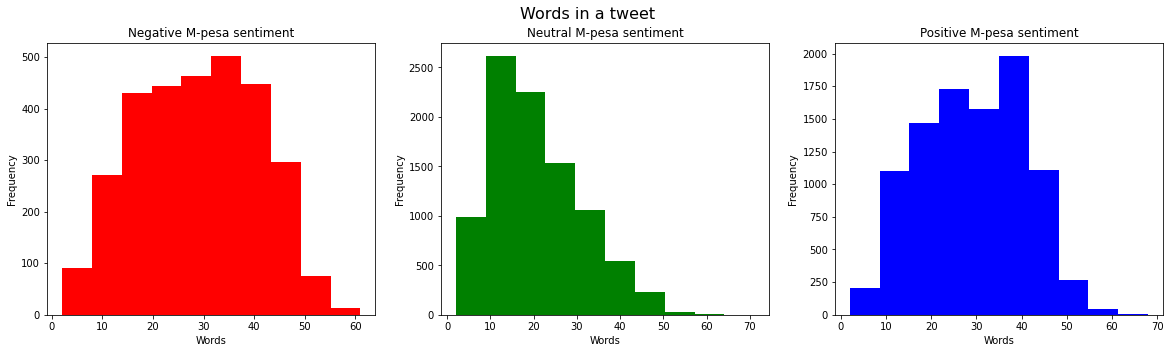 Words in a tweet
Negative M-pesa sentiment
500
400
300
200
100
0
Frequency
0 10 20 30 40 50 60
Words
Neutral M-pesa sentiment
2500
2000
1500
1000
500
0
Frequency
0 10 20 30 40 50 60 70
Words
Positive M-pesa sentiment
2000
1750
1500
1250
1000
750
500
250
0
Frequency
0 10 20 30 40 50 60 70
Words